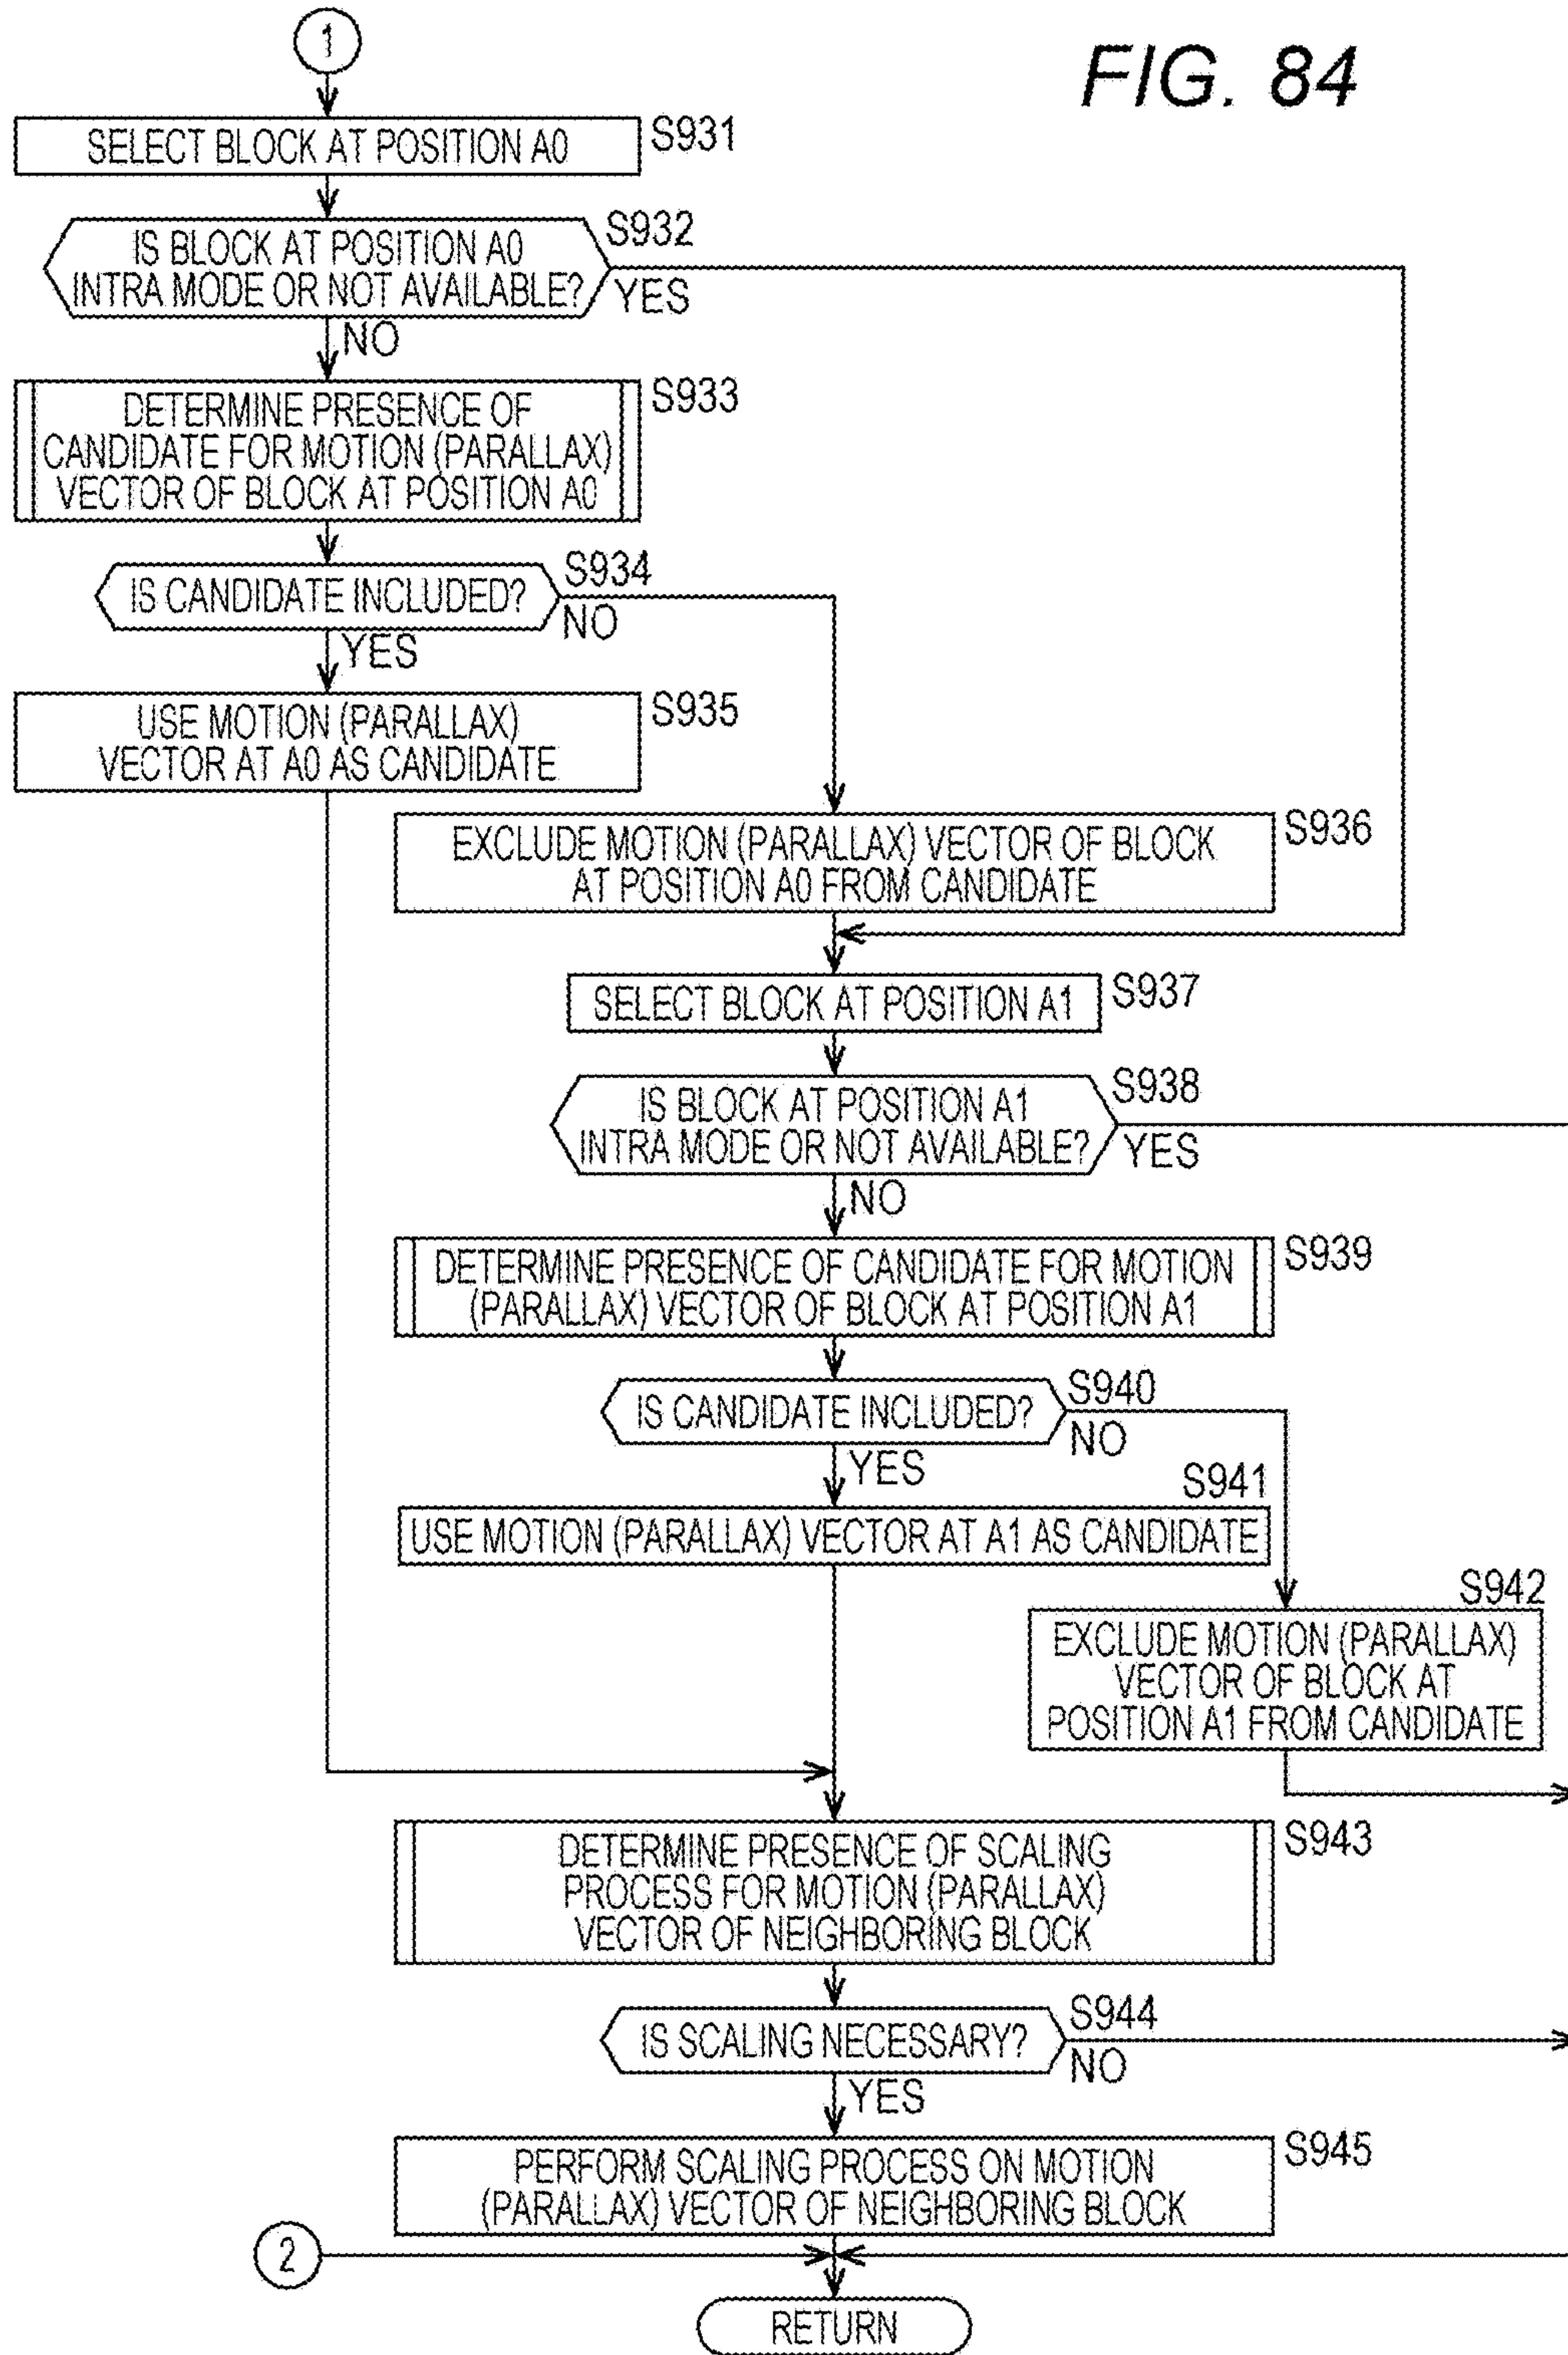 FIG. 84
1
SELECT BLOCK AT POSITION A0
S931
IS BLOCK AT POSITION A0
INTRA MODE OR NOT AVAILABLE?
S932
YES
NO
DETERMINE PRESENCE OF
CANDIDATE FOR MOTION (PARALLAX)
VECTOR OF BLOCK AT POSITION A0
S933
IS CANDIDATE INCLUDED?
S934
NO
YES
USE MOTION (PARALLAX)
VECTOR AT A0 AS CANDIDATE
S935
EXCLUDE MOTION (PARALLAX) VECTOR OF BLOCK
AT POSITION A0 FROM CANDIDATE
S936
SELECT BLOCK AT POSITION A1
S937
IS BLOCK AT POSITION A1
INTRA MODE OR NOT AVAILABLE?
S938
YES
NO
DETERMINE PRESENCE OF CANDIDATE FOR MOTION
(PARALLAX) VECTOR OF BLOCK AT POSITION A1
S939
IS CANDIDATE INCLUDED?
S940
NO
YES
S941
USE MOTION (PARALLAX) VECTOR AT A1 AS CANDIDATE
S942
EXCLUDE MOTION (PARALLAX)
VECTOR OF BLOCK AT
POSITION A1 FROM CANDIDATE
DETERMINE PRESENCE OF SCALING
PROCESS FOR MOTION (PARALLAX)
VECTOR OF NEIGHBORING BLOCK
S943
IS SCALING NECESSARY?
S944
NO
YES
PERFORM SCALING PROCESS ON MOTION
(PARALLAX) VECTOR OF NEIGHBORING BLOCK
S945
2
RETURN